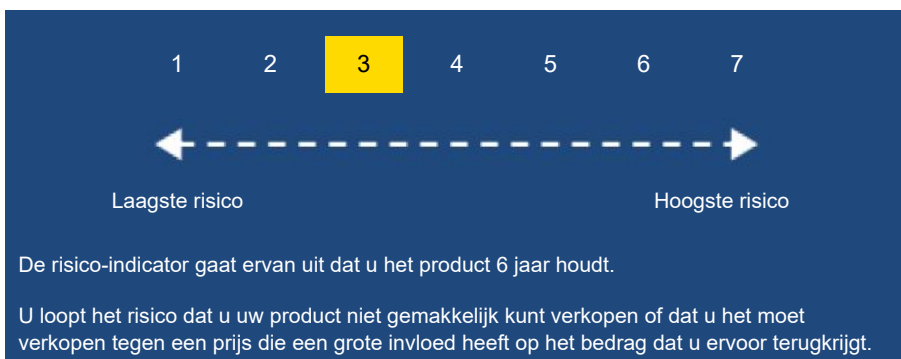 1 2 3 4 5 6 7
Laagste risico Hoogste risico
De risico-indicator gaat ervan uit dat u het product 6 jaar houdt.
U loopt het risico dat u uw product niet gemakkelijk kunt verkopen of dat u het moet
verkopen tegen een prijs die een grote invloed heeft op het bedrag dat u ervoor terugkrijgt.